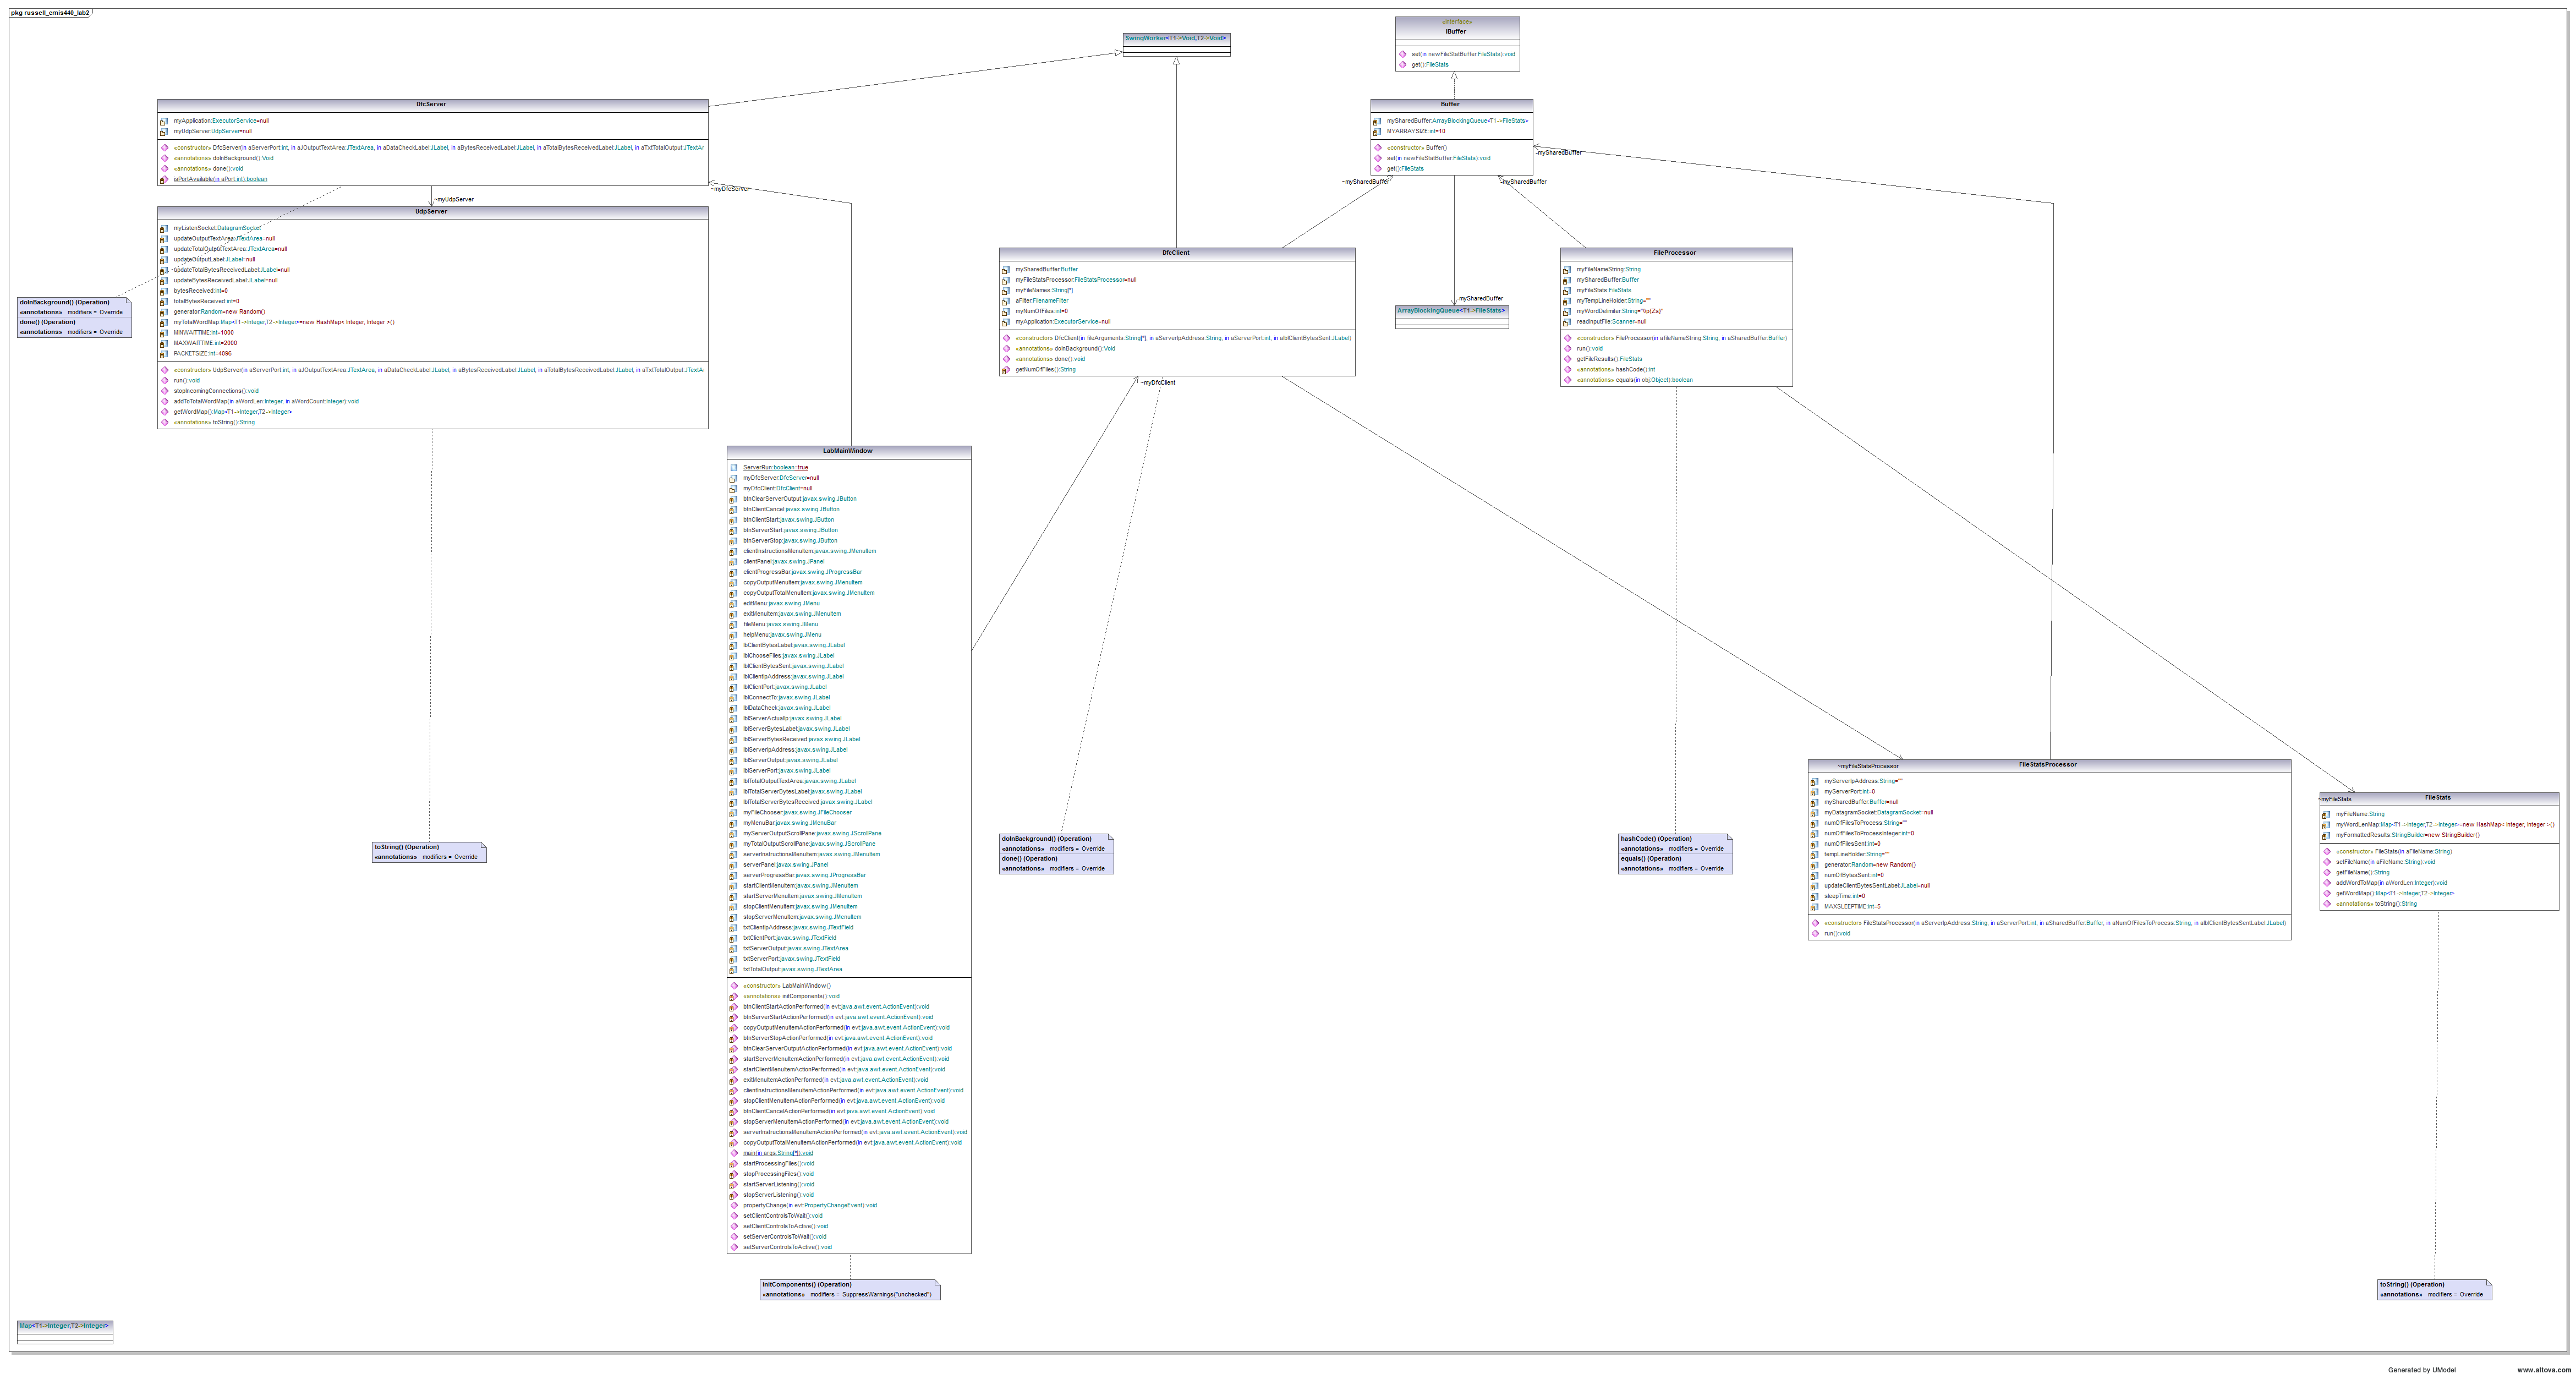 pkg russell_cmis440_lab2
SwingWorker<T1->Void,T2->Void>
«interface»
IBuffer
set(in newFileStatBuffer:FileStats):void
get():FileStats
DfcServer
myApplication:ExecutorService=null
myUdpServer:UdpServer=null
«constructor» DfcServer(in aServerPort:int, in aJOutputTextArea:JTextArea, in aDataCheckLabel:JLabel, in aBytesReceivedLabel:JLabel, in aTotalBytesReceivedLabel:JLabel, in aTxtTotalOutput:JTextAr
«annotations» doInBackground():Void
«annotations» done():void
isPortAvailable(in aPort:int):boolean
Buffer
mySharedBuffer:ArrayBlockingQueue<T1->FileStats>
MYARRAYSIZE:int=10
«constructor» Buffer()
set(in newFileStatBuffer:FileStats):void
get():FileStats
~mySharedBuffer
~mySharedBuffer
~mySharedBuffer
~myDfcServer
~myUdpServer
UdpServer
myListenSocket:DatagramSocket
updateOutputTextArea:JTextArea=null
updateTotalOutputTextArea:JTextArea=null
updateOutputLabel:JLabel=null
updateTotalBytesReceivedLabel:JLabel=null
updateBytesReceivedLabel:JLabel=null
bytesReceived:int=0
totalBytesReceived:int=0
generator:Random=new Random()
myTotalWordMap:Map<T1->Integer,T2->Integer>=new HashMap< Integer, Integer >()
MINWAITTIME:int=1000
MAXWAITTIME:int=2000
PACKETSIZE:int=4096
«constructor» UdpServer(in aServerPort:int, in aJOutputTextArea:JTextArea, in aDataCheckLabel:JLabel, in aBytesReceivedLabel:JLabel, in aTotalBytesReceivedLabel:JLabel, in aTxtTotalOutput:JTextAr
run():void
stopIncomingConnections():void
addToTotalWordMap(in aWordLen:Integer, in aWordCount:Integer):void
getWordMap():Map<T1->Integer,T2->Integer>
«annotations» toString():String
doInBackground() (Operation)
«annotations» modifiers = Override
done() (Operation)
«annotations» modifiers = Override
DfcClient
mySharedBuffer:Buffer
myFileStatsProcessor:FileStatsProcessor=null
myFileNames:String[*]
aFilter:FilenameFilter
myNumOfFiles:int=0
myApplication:ExecutorService=null
«constructor» DfcClient(in fileArguments:String[*], in aServerIpAddress:String, in aServerPort:int, in alblClientBytesSent:JLabel)
«annotations» doInBackground():Void
«annotations» done():void
getNumOfFiles():String
~mySharedBuffer
ArrayBlockingQueue<T1->FileStats>
FileProcessor
myFileNameString:String
mySharedBuffer:Buffer
myFileStats:FileStats
myTempLineHolder:String=""
myWordDelimiter:String="\\p{Zs}"
readInputFile:Scanner=null
«constructor» FileProcessor(in afileNameString:String, in aSharedBuffer:Buffer)
run():void
getFileResults():FileStats
«annotations» hashCode():int
«annotations» equals(in obj:Object):boolean
~myDfcClient
LabMainWindow
ServerRun:boolean=true
myDfcServer:DfcServer=null
myDfcClient:DfcClient=null
btnClearServerOutput:javax.swing.JButton
btnClientCancel:javax.swing.JButton
btnClientStart:javax.swing.JButton
btnServerStart:javax.swing.JButton
btnServerStop:javax.swing.JButton
clientInstructionsMenuItem:javax.swing.JMenuItem
clientPanel:javax.swing.JPanel
clientProgressBar:javax.swing.JProgressBar
copyOutputMenuItem:javax.swing.JMenuItem
copyOutputTotalMenuItem:javax.swing.JMenuItem
editMenu:javax.swing.JMenu
exitMenuItem:javax.swing.JMenuItem
fileMenu:javax.swing.JMenu
helpMenu:javax.swing.JMenu
lbClientBytesLabel:javax.swing.JLabel
lblChooseFiles:javax.swing.JLabel
lblClientBytesSent:javax.swing.JLabel
lblClientIpAddress:javax.swing.JLabel
lblClientPort:javax.swing.JLabel
lblConnectTo:javax.swing.JLabel
lblDataCheck:javax.swing.JLabel
lblServerActualIp:javax.swing.JLabel
lblServerBytesLabel:javax.swing.JLabel
lblServerBytesReceived:javax.swing.JLabel
lblServerIpAddress:javax.swing.JLabel
lblServerOutput:javax.swing.JLabel
lblServerPort:javax.swing.JLabel
lblTotalOutputTextArea:javax.swing.JLabel
lblTotalServerBytesLabel:javax.swing.JLabel
lblTotalServerBytesReceived:javax.swing.JLabel
myFileChooser:javax.swing.JFileChooser
myMenuBar:javax.swing.JMenuBar
myServerOutputScrollPane:javax.swing.JScrollPane
myTotalOutputScrollPane:javax.swing.JScrollPane
serverInstructionsMenuItem:javax.swing.JMenuItem
serverPanel:javax.swing.JPanel
serverProgressBar:javax.swing.JProgressBar
startClientMenuItem:javax.swing.JMenuItem
startServerMenuItem:javax.swing.JMenuItem
stopClientMenuItem:javax.swing.JMenuItem
stopServerMenuItem:javax.swing.JMenuItem
txtClientIpAddress:javax.swing.JTextField
txtClientPort:javax.swing.JTextField
txtServerOutput:javax.swing.JTextArea
txtServerPort:javax.swing.JTextField
txtTotalOutput:javax.swing.JTextArea
«constructor» LabMainWindow()
«annotations» initComponents():void
btnClientStartActionPerformed(in evt:java.awt.event.ActionEvent):void
btnServerStartActionPerformed(in evt:java.awt.event.ActionEvent):void
copyOutputMenuItemActionPerformed(in evt:java.awt.event.ActionEvent):void
btnServerStopActionPerformed(in evt:java.awt.event.ActionEvent):void
btnClearServerOutputActionPerformed(in evt:java.awt.event.ActionEvent):void
startServerMenuItemActionPerformed(in evt:java.awt.event.ActionEvent):void
startClientMenuItemActionPerformed(in evt:java.awt.event.ActionEvent):void
exitMenuItemActionPerformed(in evt:java.awt.event.ActionEvent):void
clientInstructionsMenuItemActionPerformed(in evt:java.awt.event.ActionEvent):void
stopClientMenuItemActionPerformed(in evt:java.awt.event.ActionEvent):void
btnClientCancelActionPerformed(in evt:java.awt.event.ActionEvent):void
stopServerMenuItemActionPerformed(in evt:java.awt.event.ActionEvent):void
serverInstructionsMenuItemActionPerformed(in evt:java.awt.event.ActionEvent):void
copyOutputTotalMenuItemActionPerformed(in evt:java.awt.event.ActionEvent):void
main(in args:String[*]):void
startProcessingFiles():void
stopProcessingFiles():void
startServerListening():void
stopServerListening():void
propertyChange(in evt:PropertyChangeEvent):void
setClientControlsToWait():void
setClientControlsToActive():void
setServerControlsToWait():void
setServerControlsToActive():void
~myFileStatsProcessor
FileStatsProcessor
myServerIpAddress:String=""
myServerPort:int=0
mySharedBuffer:Buffer=null
myDatagramSocket:DatagramSocket=null
numOfFilesToProcess:String=""
numOfFilesToProcessInteger:int=0
numOfFilesSent:int=0
tempLineHolder:String=""
generator:Random=new Random()
numOfBytesSent:int=0
updateClientBytesSentLabel:JLabel=null
sleepTime:int=0
MAXSLEEPTIME:int=5
«constructor» FileStatsProcessor(in aServerIpAddress:String, in aServerPort:int, in aSharedBuffer:Buffer, in aNumOfFilesToProcess:String, in alblClientBytesSentLabel:JLabel)
run():void
~myFileStats
FileStats
myFileName:String
myWordLenMap:Map<T1->Integer,T2->Integer>=new HashMap< Integer, Integer >()
myFormattedResults:StringBuilder=new StringBuilder()
«constructor» FileStats(in aFileName:String)
setFileName(in aFileName:String):void
getFileName():String
addWordToMap(in aWordLen:Integer):void
getWordMap():Map<T1->Integer,T2->Integer>
«annotations» toString():String
toString() (Operation)
«annotations» modifiers = Override
doInBackground() (Operation)
«annotations» modifiers = Override
done() (Operation)
«annotations» modifiers = Override
hashCode() (Operation)
«annotations» modifiers = Override
equals() (Operation)
«annotations» modifiers = Override
initComponents() (Operation)
«annotations» modifiers = SuppressWarnings("unchecked")
toString() (Operation)
«annotations» modifiers = Override
Map<T1->Integer,T2->Integer>
Generated by UModel
www.altova.com